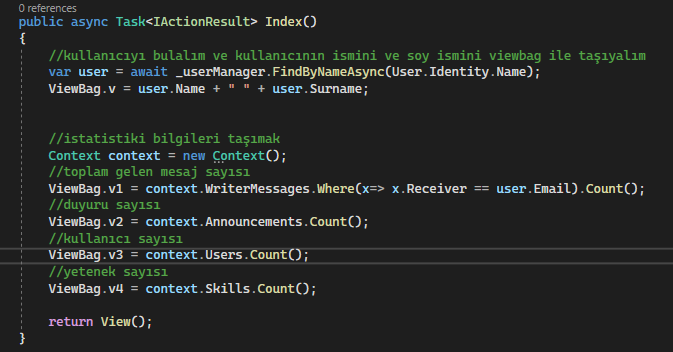 0 references
public async Task<IActionResult> Index()
{
//kullanıcıyı bulalım ve kullanıcının ismini ve soy ismini viewbag ile taşıyalım
var user = await _userManager.FindByNameAsync(User.Identity.Name);
ViewBag.v = user.Name + " " + user.Surname;
//istatistiki bilgileri taşımak
Context context = new Context();
//toplam gelen mesaj sayısı
ViewBag.v1 = context.WriterMessages.Where(x=> x.Receiver == user.Email).Count();
//duyuru sayısı
ViewBag.v2 = context.Announcements.Count();
//kullanıcı sayısı
ViewBag.v3 = context.Users.Count();
//yetenek sayısı
ViewBag.v4 = context.Skills.Count();
return View();
}